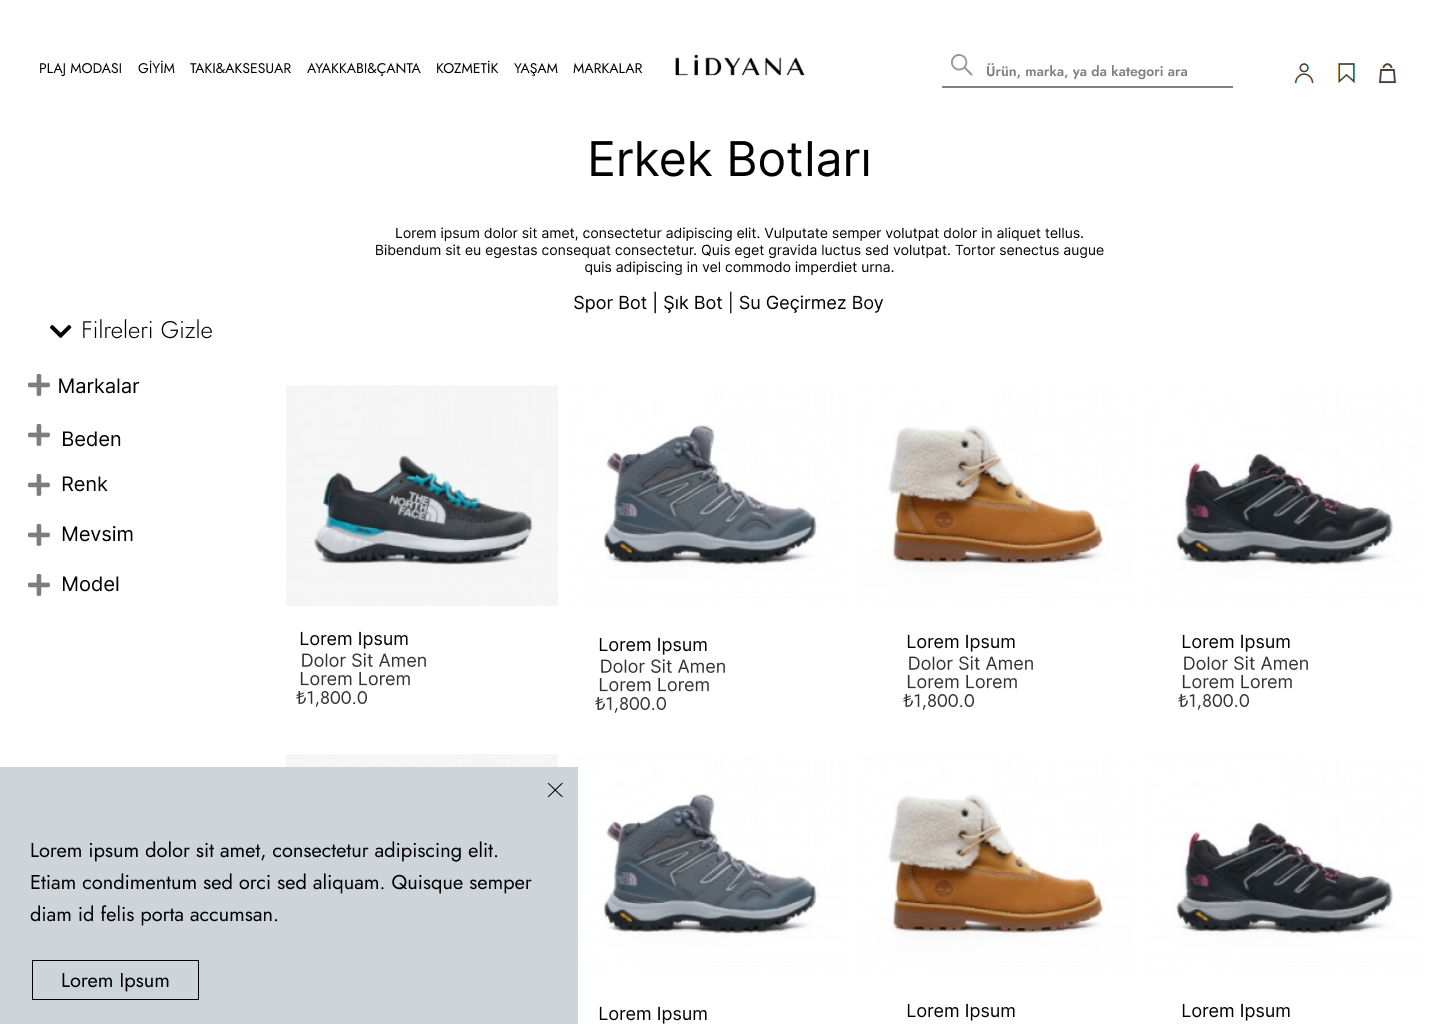 PLAJ MODASI GİYİM TAKI&AKSESUAR AYAKKABI&ÇANTA KOZMETİK YAŞAM MARKALAR LİDYANA Ürün, marka, ya da kategori ara
Erkek Botları
Lorem ipsum dolor sit amet, consectetur adipiscing elit. Vulputate semper volutpat dolor in aliquet tellus.
Bibendum sit eu egestas consequat consectetur. Quis eget gravida luctus sed volutpat. Tortor senectus augue
quis adipiscing in vel commodo imperdiet urna.
Spor Bot | Şık Bot | Su Geçirmez Boy
Filreleri Gizle
Markalar
Beden
Renk
Mevsim
Model
THE
NORTH
FACE
Lorem Ipsum
Dolor Sit Amen
Lorem Lorem
₺1,800.0
Lorem Ipsum
Dolor Sit Amen
Lorem Lorem
₺1,800.0
Lorem Ipsum
Dolor Sit Amen
Lorem Lorem
₺1,800.0
Lorem Ipsum
Dolor Sit Amen
Lorem Lorem
₺1,800.0
Lorem ipsum dolor sit amet, consectetur adipiscing elit.
Etiam condimentum sed orci sed aliquam. Quisque semper
diam id felis porta accumsan.
Lorem Ipsum
Lorem Ipsum
Lorem Ipsum
Lorem Ipsum